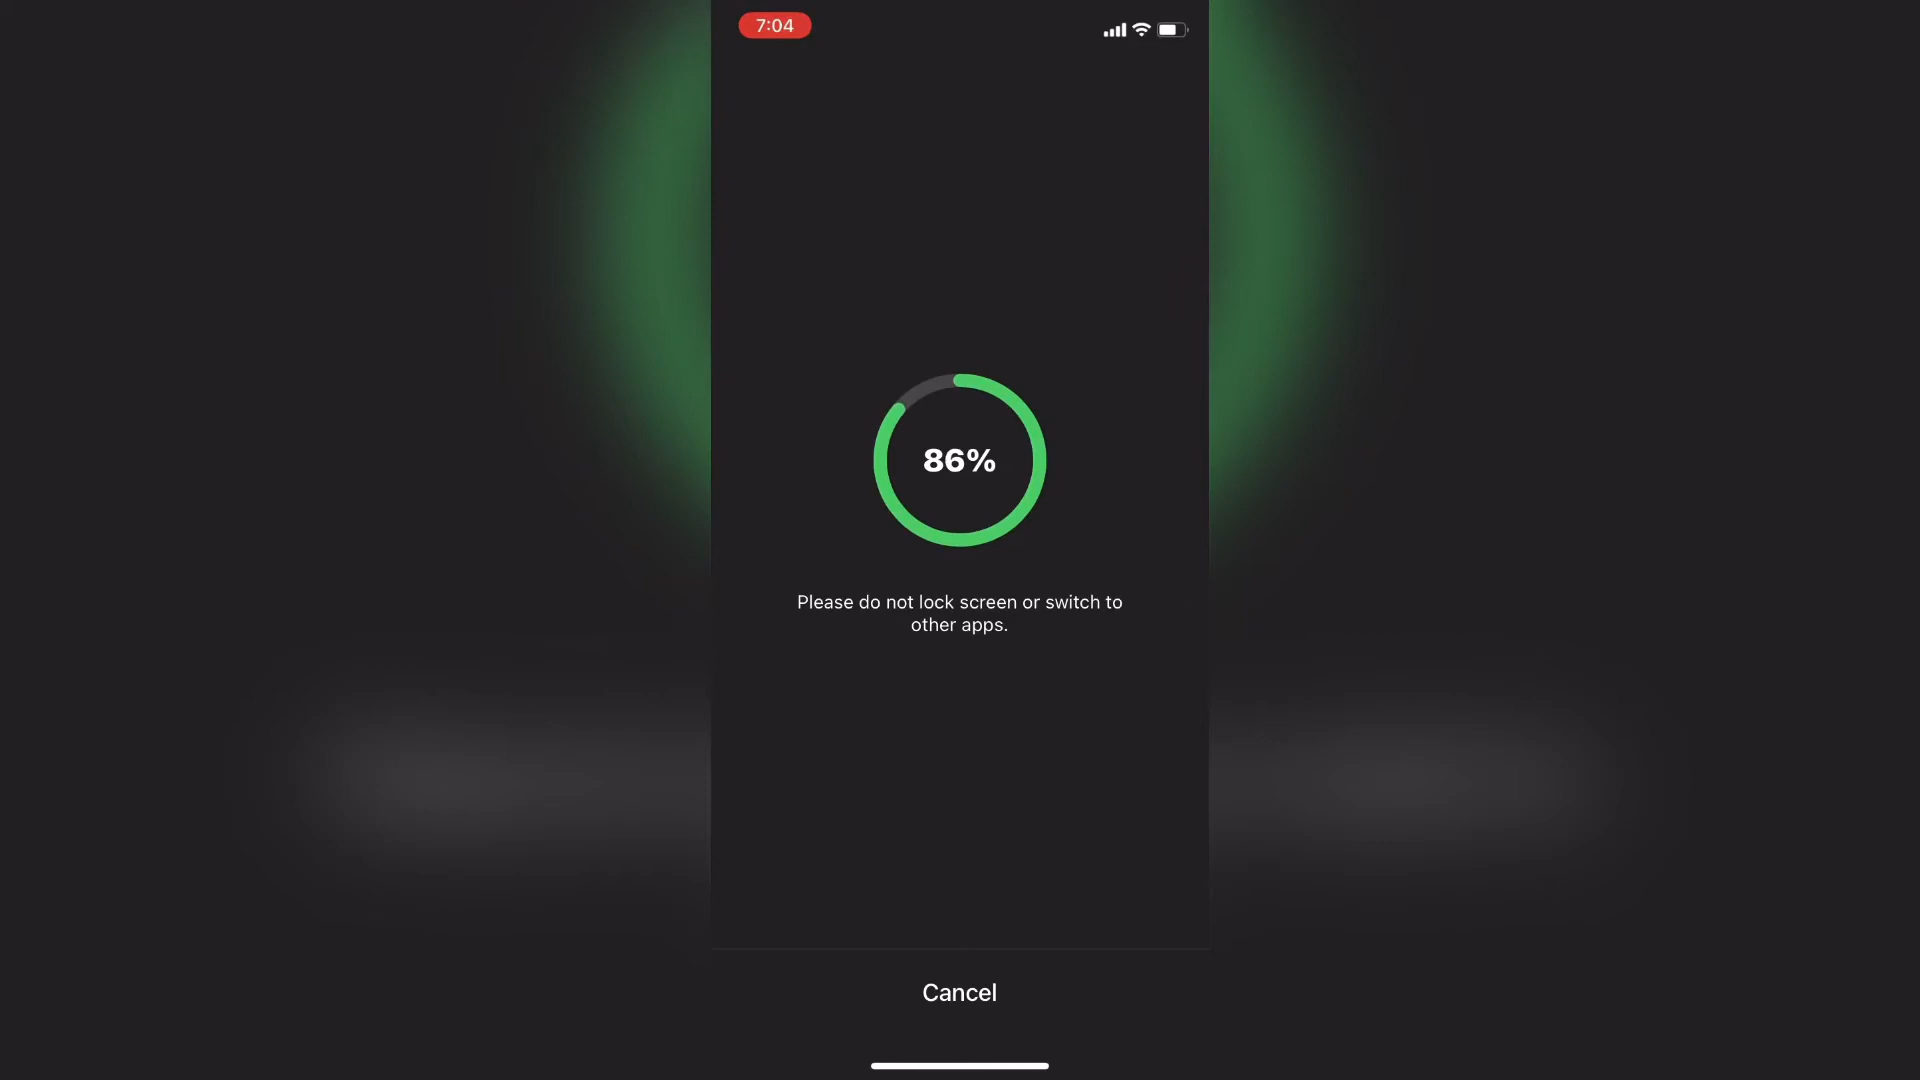 7:04
86%
Please do not lock screen or switch to
other apps.
Cancel